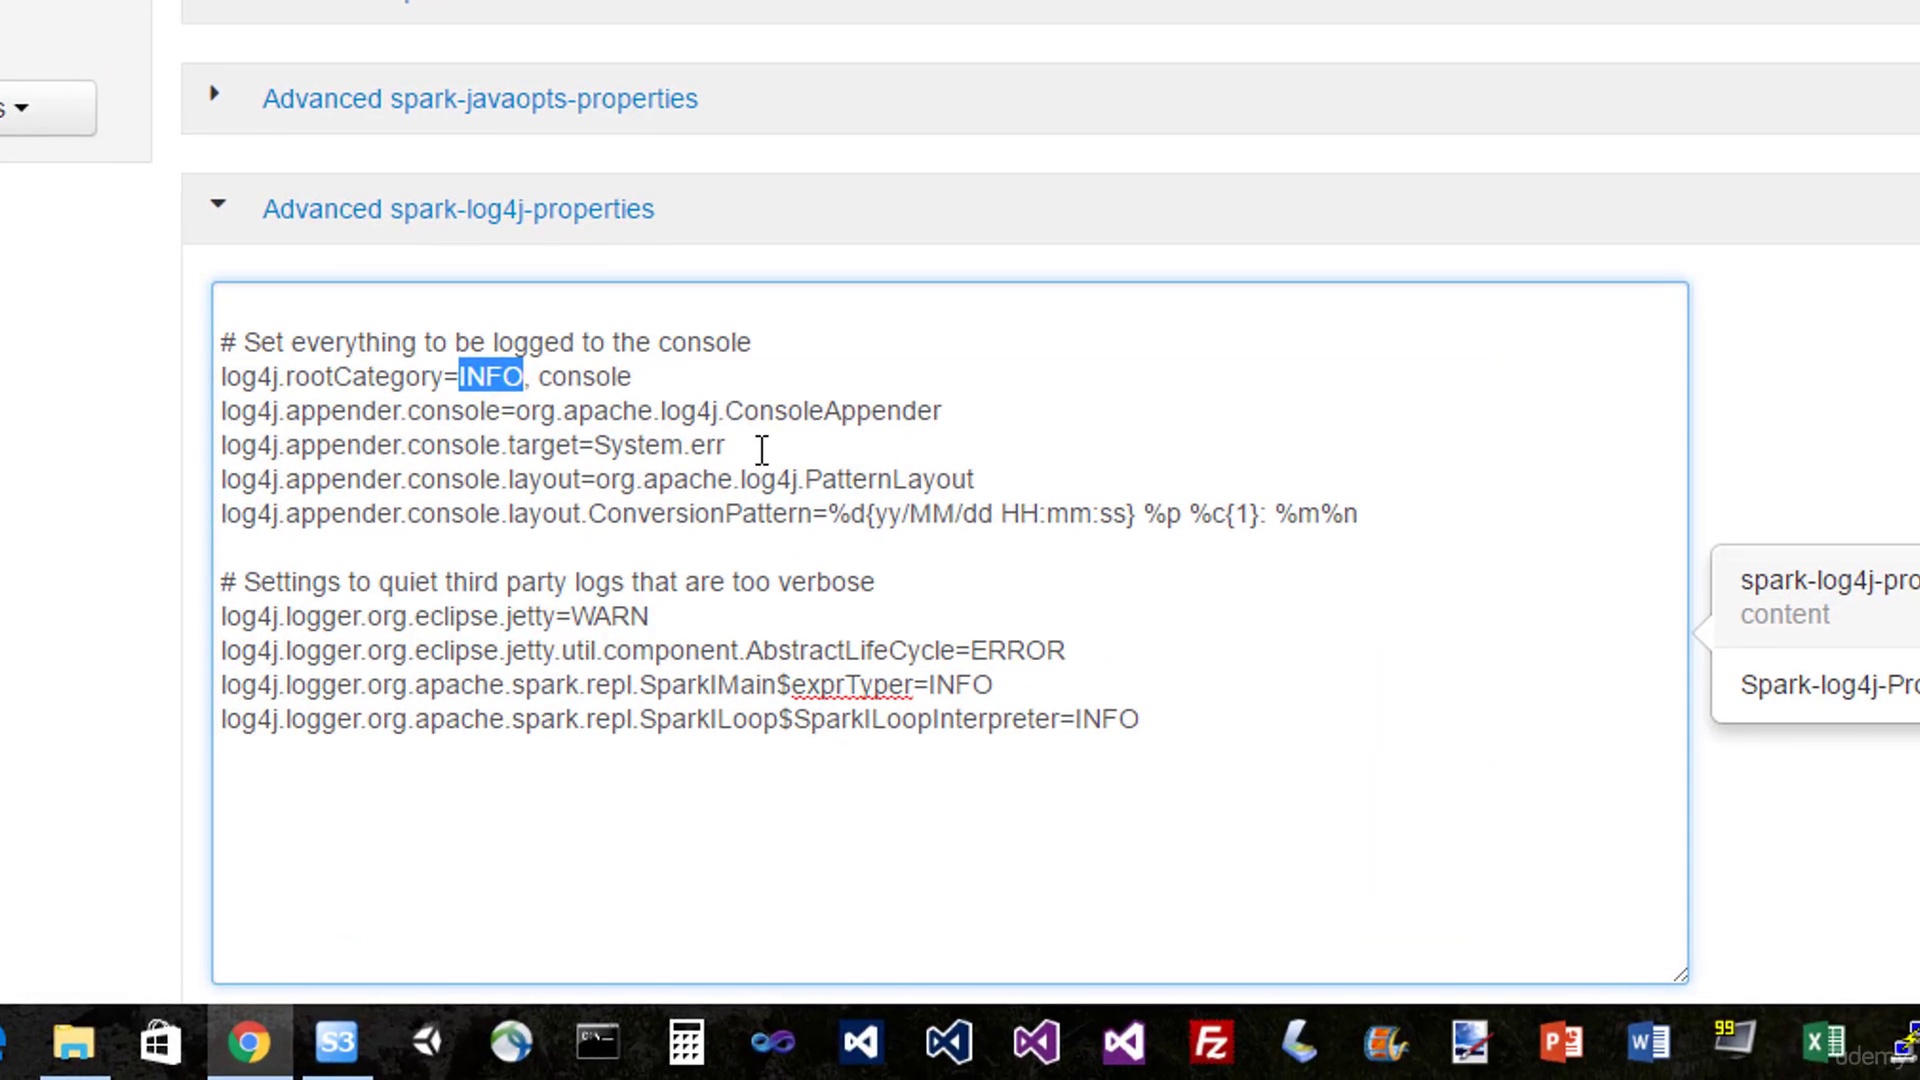 s
Advanced spark-javaopts-properties
Advanced spark-log4j-properties
# Set everything to be logged to the console
log4j.rootCategory=INFO, console
log4j.appender.console=org.apache.log4j.ConsoleAppender
log4j.appender.console.target=System.err
log4j.appender.console.layout=org.apache.log4j.PatternLayout
log4j.appender.console.layout.ConversionPattern=%d{yy/MM/dd HH:mm:ss} %p %c{1}: %m%n
# Settings to quiet third party logs that are too verbose
log4j.logger.org.eclipse.jetty=WARN
log4j.logger.org.eclipse.jetty.util.component.AbstractLifeCycle=ERROR
log4j.logger.org.apache.spark.repl.SparkIMain$exprTyper=INFO
log4j.logger.org.apache.spark.repl.SparkILoop$SparkILoopInterpreter=INFO
spark-log4j-pro
content
Spark-log4j-Pro
S3
99
udemy